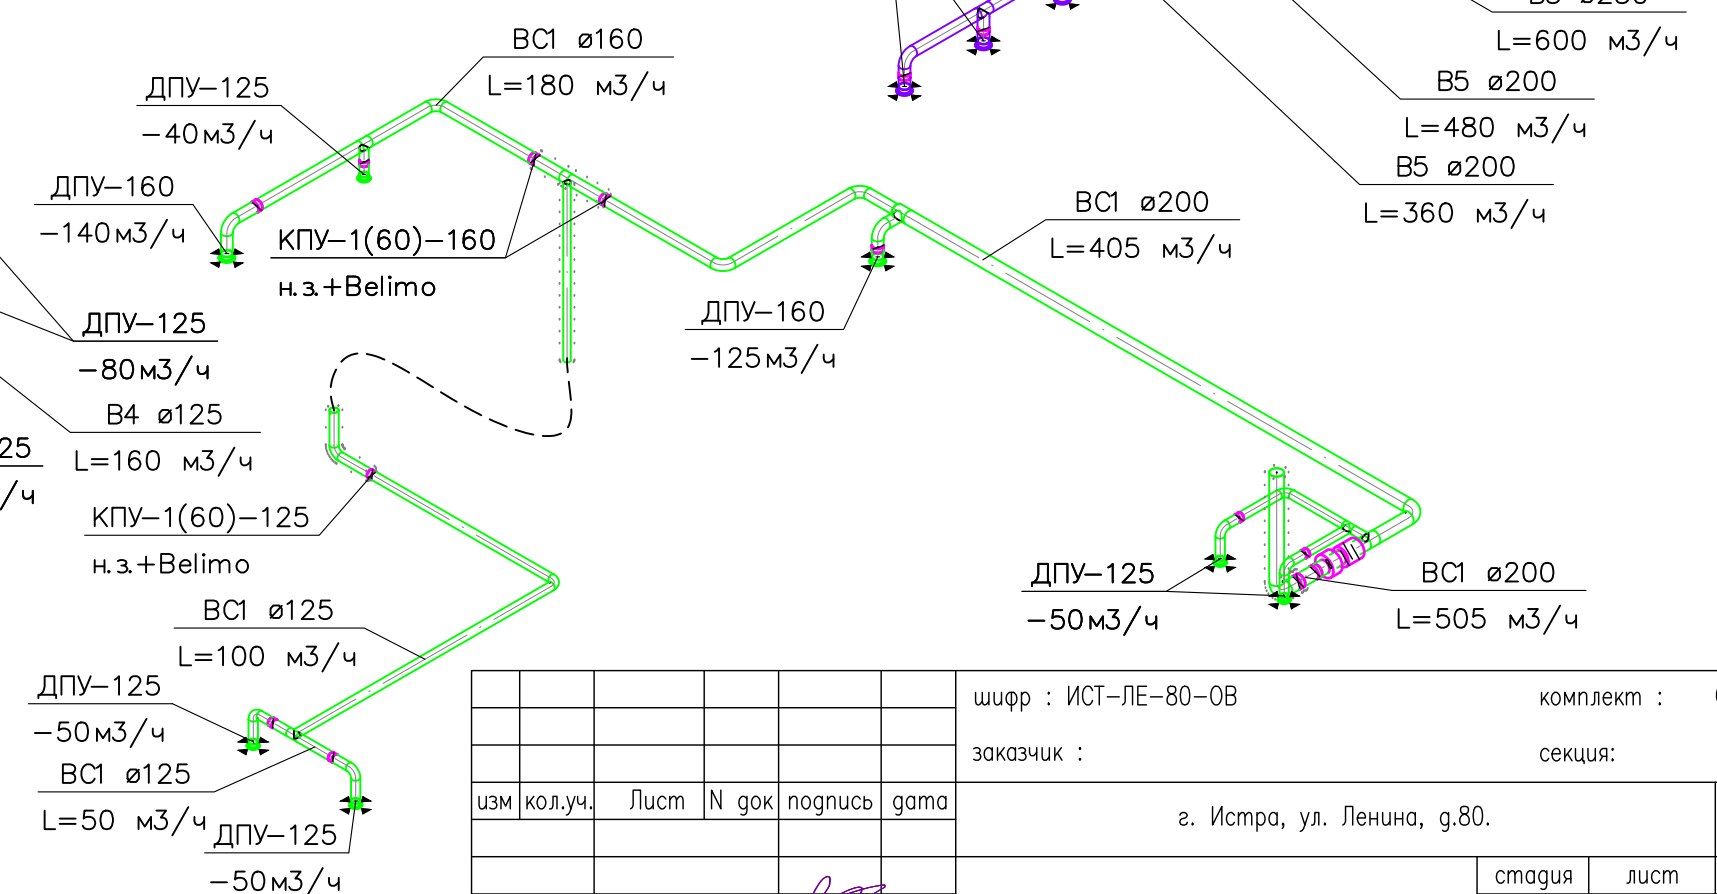 ВС1 ø160
L=180 м3/ч
ДПУ-125
-40м3/ч
ДПУ-160
-140м3/ч
КПУ-1(60)-160
н.з.+Belimo
L=600 м3/ч
В5 ø200
L=480 м3/ч
В5 ø200
L=360 м3/ч
ВС1 ø200
L=405 м3/ч
ДПУ-160
-125м3/ч
ДПУ-125
-80м3/ч
В4 ø125
L=160 м3/ч
25
/ч
КПУ-1(60)-125
н.з.+Belimo
ВС1 ø125
L=100 м3/ч
ДПУ-125
-50м3/ч
ВС1 ø125
L=50 м3/ч
ДПУ-125
-50м3/ч
ДПУ-125
-50м3/ч
ВС1 ø200
L=505 м3/ч
шифр : ИСТ-ЛЕ-80-ОВ
комплект :
заказчик :
секция:
изм кол.уч. Лист N док подпись дата
г. Истра, ул. Ленина, д.80.
стадия лист